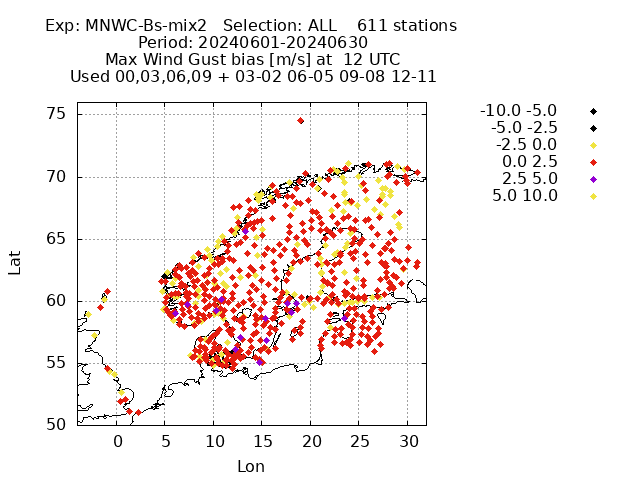 Exp: MNWC-Bs-mix2   Selection: ALL    611 stations
Period: 20240601-20240630
Max Wind Gust bias [m/s] at  12 UTC
Used 00,03,06,09 + 03-02 06-05 09-08 12-11
-10.0 -5.0
-5.0 -2.5
-2.5 0.0
0.0 2.5
2.5 5.0
5.0 10.0
75
70
65
60
55
50
Lat
0 5 10 15 20 25 30
Lon